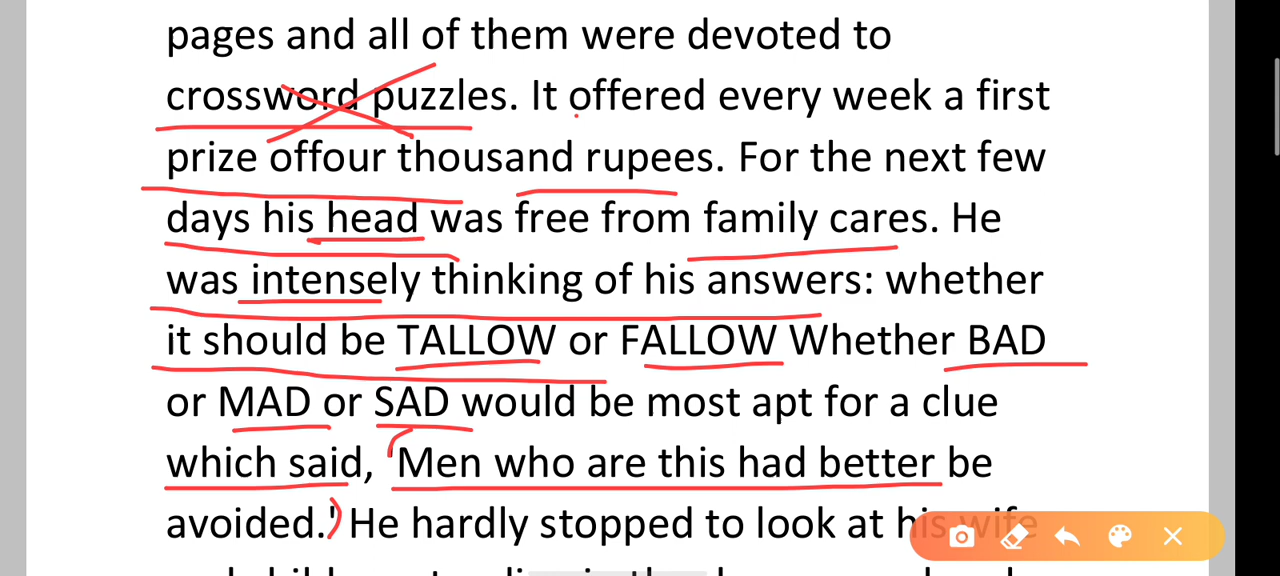 pages and all of them were devoted to
crossword puzzles. It offered every week a first
prize offour thousand rupees. For the next few
days his head was free from family cares. He
was intensely thinking of his answers: whether
it should be TALLOW or FALLOW Whether BAD
or MAD or SAD would be most apt for a clue
which said, 'Men who are this had better be
avoided.' He hardly stopped to look at his wife